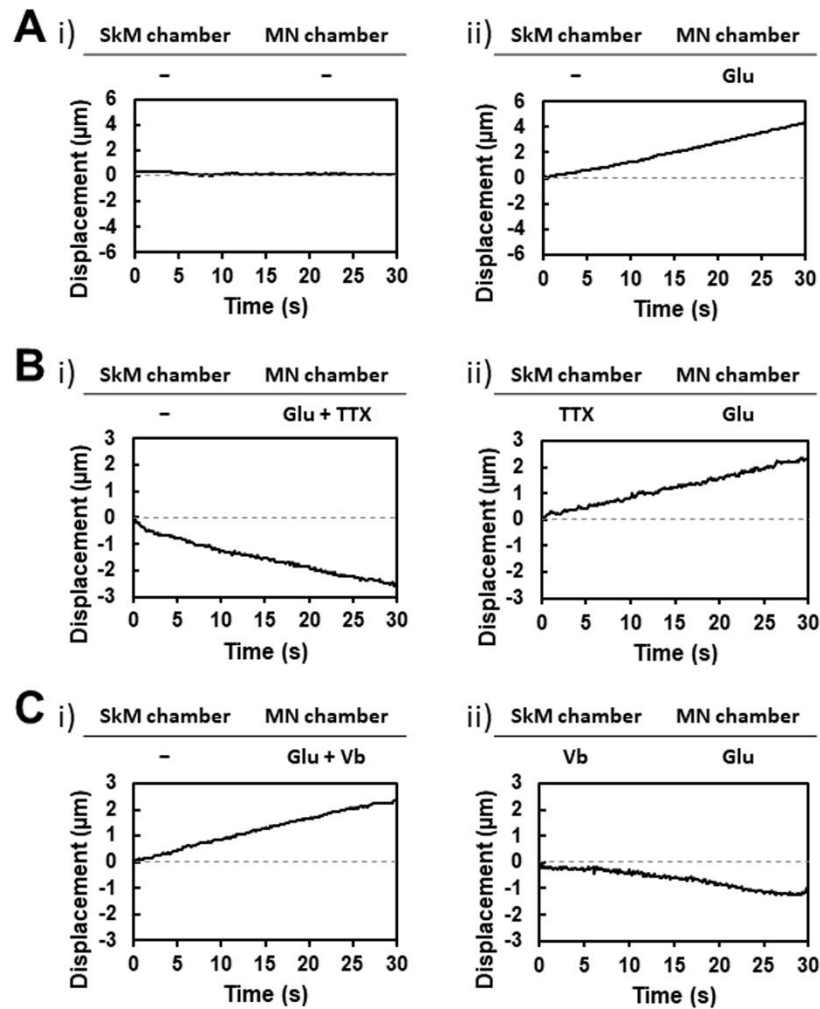 A i) SkM chamber MN chamber ii) SkM chamber MN chamber
– – – Glu
Displacement (µm) 6 4 2 0 -2 -4 -6 Displacement (µm) 6 4 2 0 -2 -4 -6
0 5 10 15 20 25 30 0 5 10 15 20 25 30
Time (s) Time (s)
B i) SkM chamber MN chamber ii) SkM chamber MN chamber
– Glu + TTX TTX Glu
Displacement (µm) 3 2 1 0 -1 -2 -3 Displacement (µm) 3 2 1 0 -1 -2 -3
0 5 10 15 20 25 30 0 5 10 15 20 25 30
Time (s) Time (s)
C i) SkM chamber MN chamber ii) SkM chamber MN chamber
– Glu + Vb Vb Glu
Displacement (µm) 3 2 1 0 -1 -2 -3 Displacement (µm) 3 2 1 0 -1 -2 -3
0 5 10 15 20 25 30 0 5 10 15 20 25 30
Time (s) Time (s)